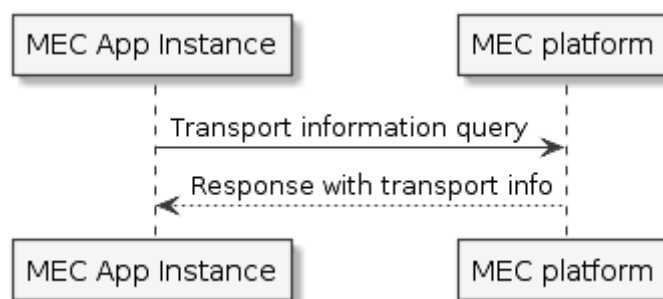 MEC App Instance
MEC platform
Transport information query
Response with transport info
MEC App Instance
MEC platform